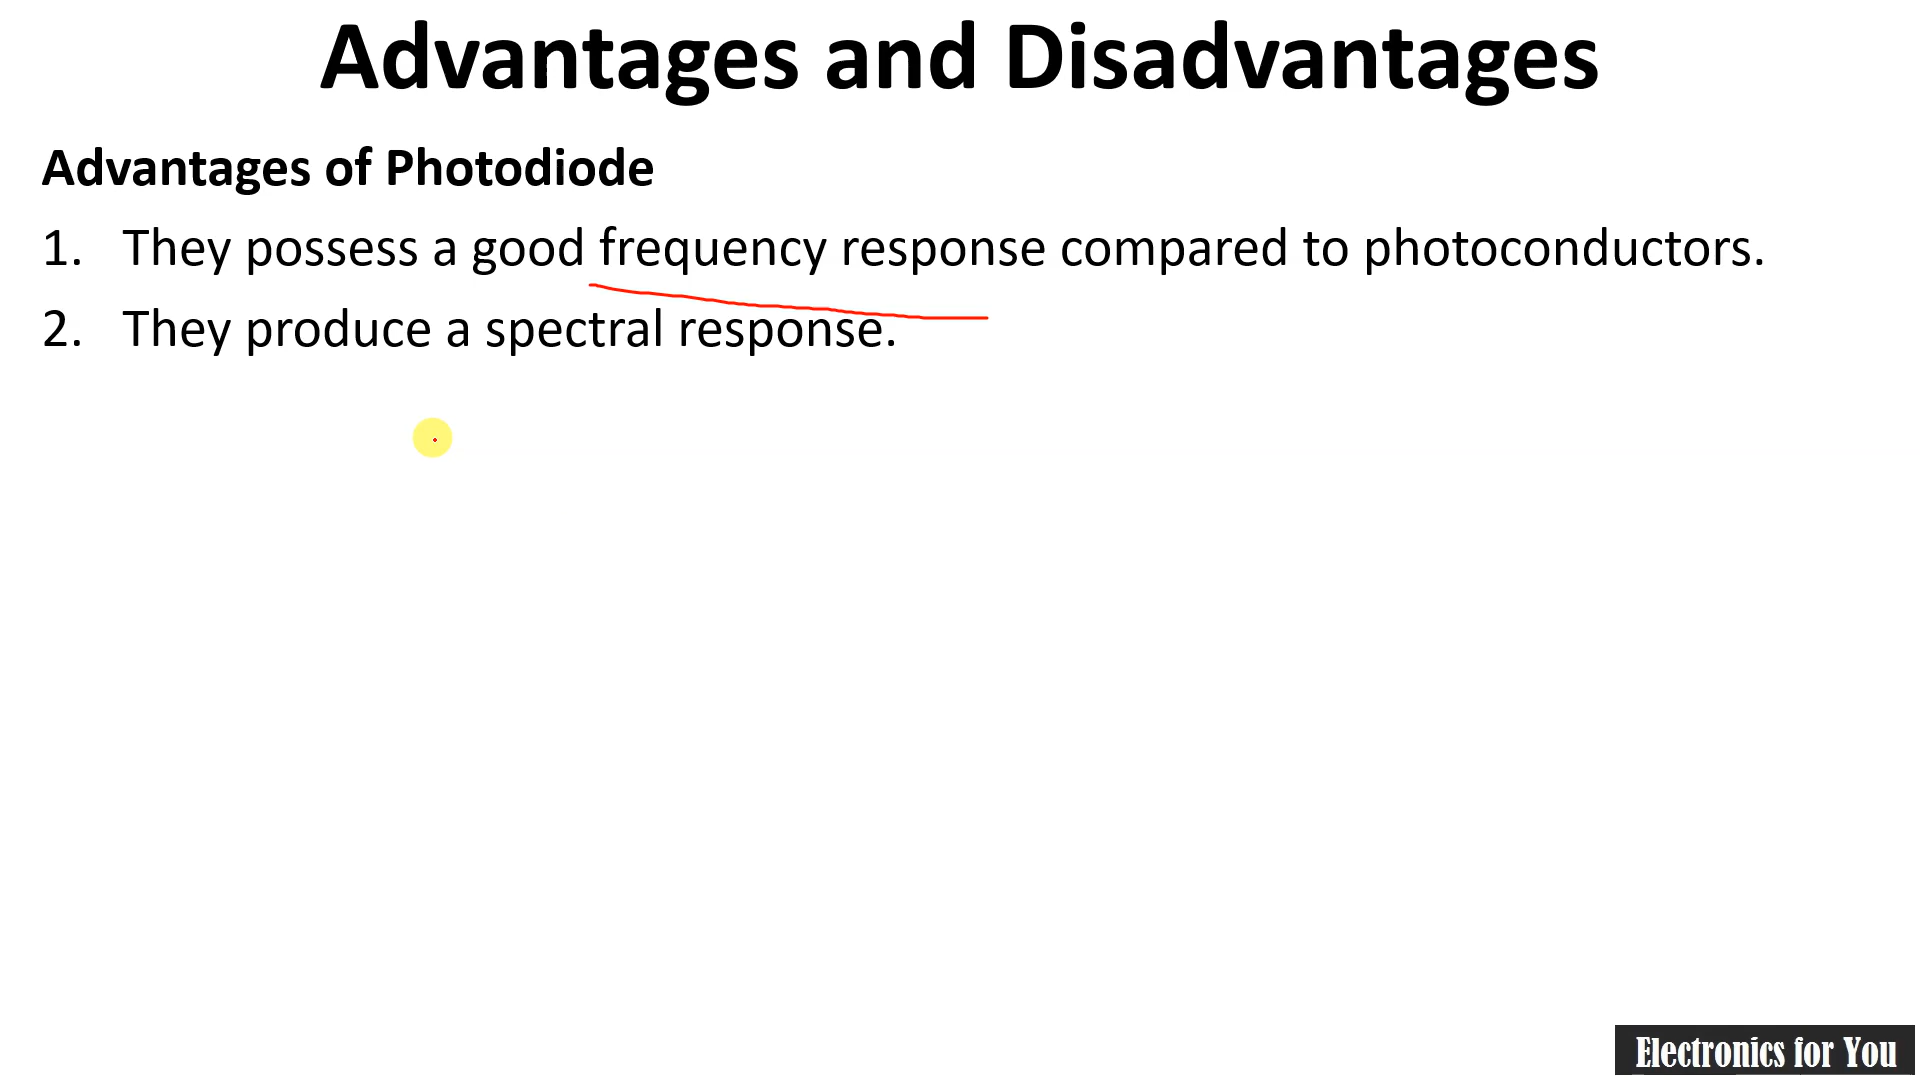 Advantages and Disadvantages
Advantages of Photodiode
1. They possess a good frequency response compared to photoconductors.
2. They produce a spectral response.
Electronics for You